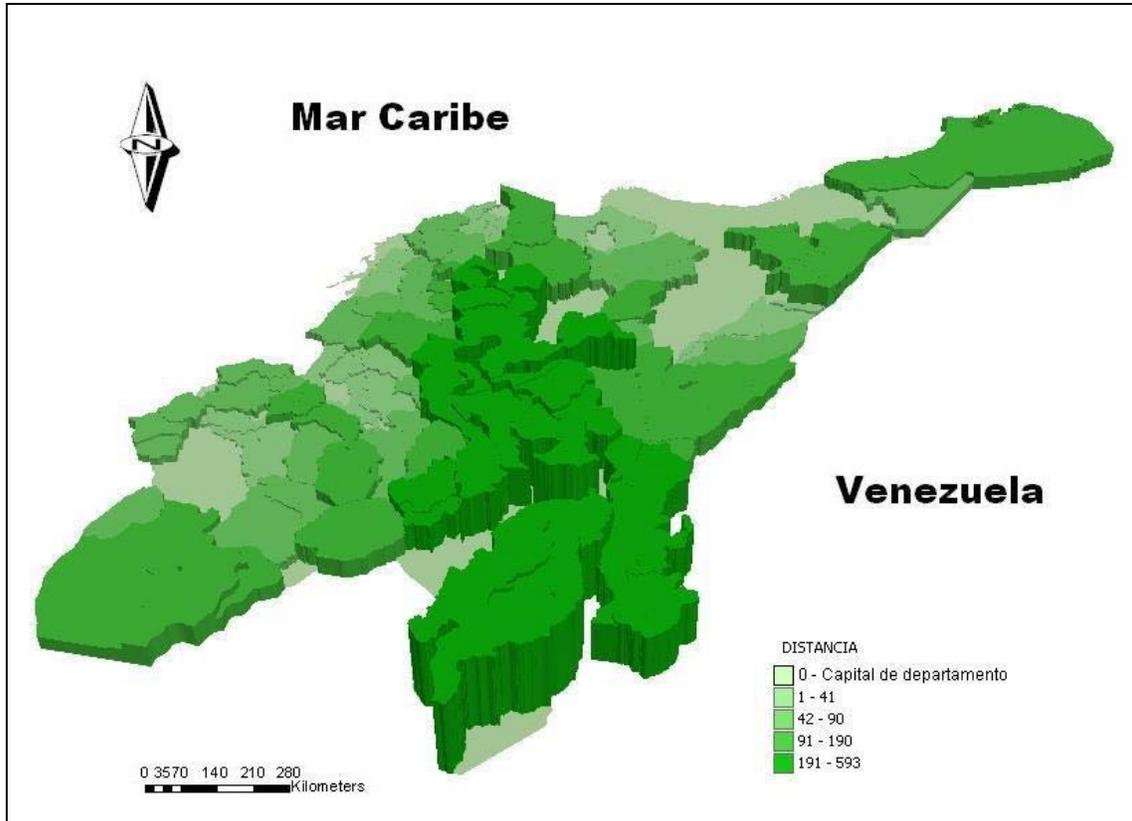 Mar Caribe
N
Venezuela
DISTANCIA
0 - Capital de departamento
1 - 41
42 - 90
91 - 190
191 - 593
0 3570 140 210 280
Kilometers